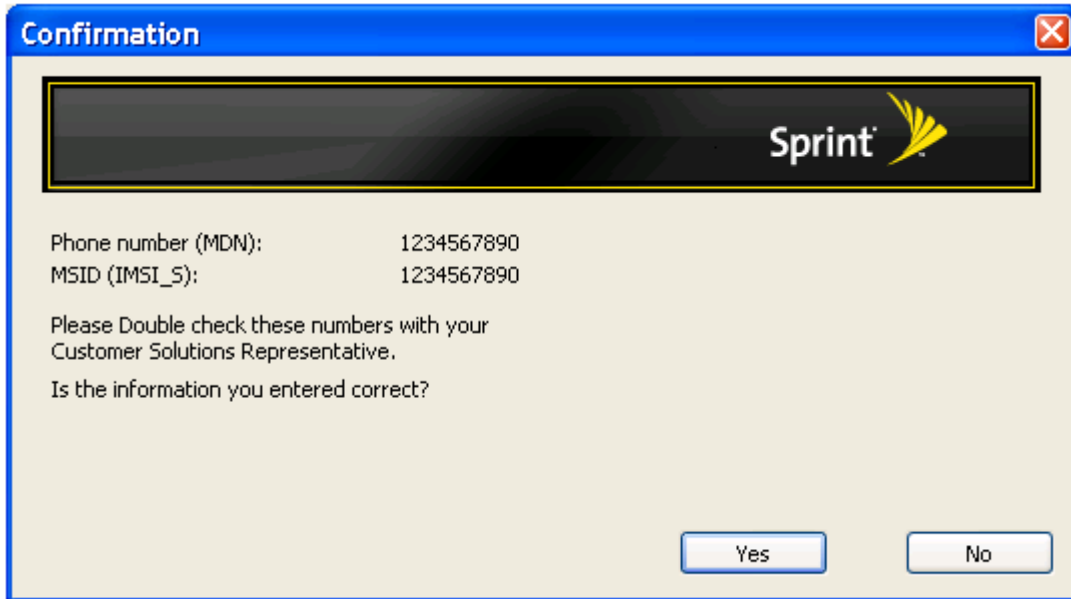 Confirmation
Sprint
Phone number (MDN): 1234567890
MSID (IMSI_S): 1234567890
Please Double check these numbers with your
Customer Solutions Representative.
Is the information you entered correct?
Yes No